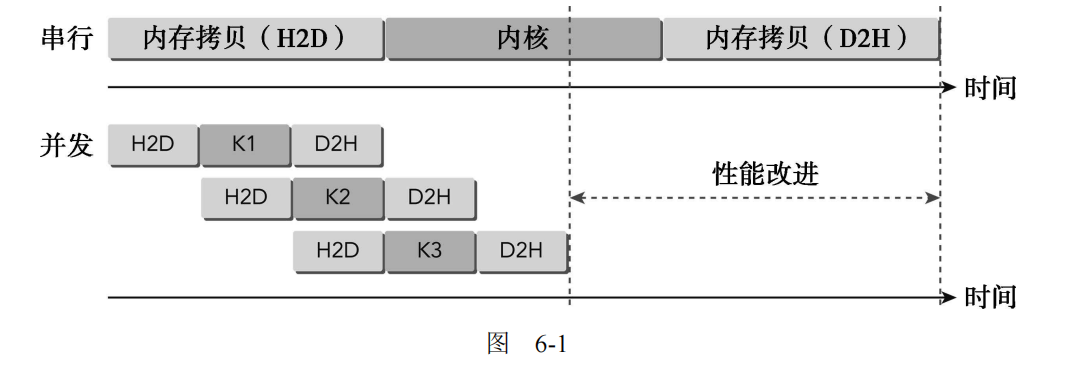 串行 内存拷贝（H2D） 内核 内存拷贝（D2H）
时间
并发 H2D K1 D2H
H2D K2 D2H
性能改进
H2D K3 D2H
时间
图 6-1